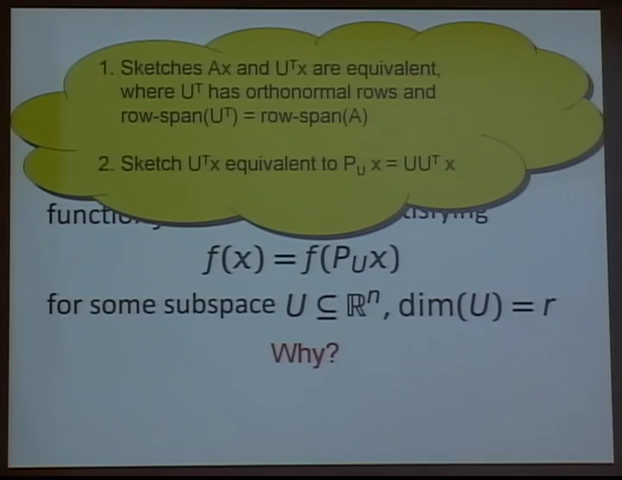 1. Sketches Ax and Uᵀx are equivalent,
where Uᵀ has orthonormal rows and
row-span(Uᵀ) = row-span(A)
2. Sketch Uᵀx equivalent to P_U x = UUᵀ x
f(x) = f(P_U x)
for some subspace U ⊆ ℝⁿ, dim(U) = r
Why?